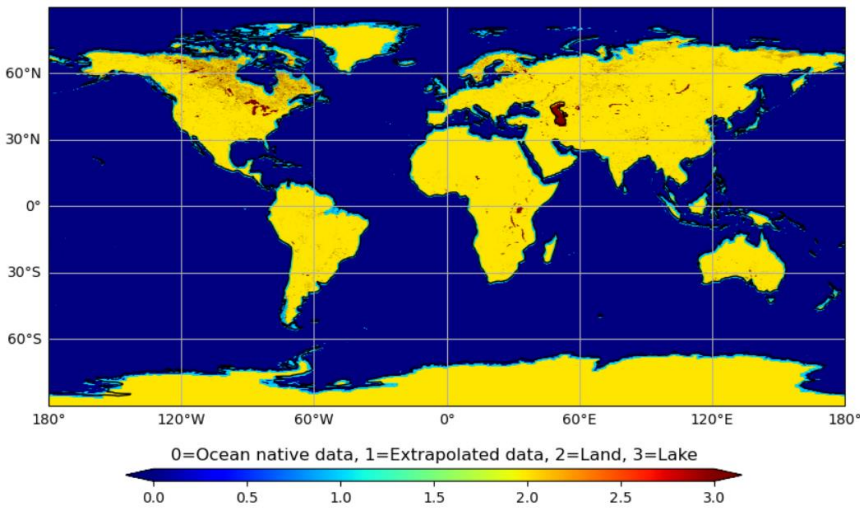 60°N
30°N
0°
30°S
60°S
180° 120°W 60°W 0° 60°E 120°E 180°
0=Ocean native data, 1=Extrapolated data, 2=Land, 3=Lake
0.0 0.5 1.0 1.5 2.0 2.5 3.0